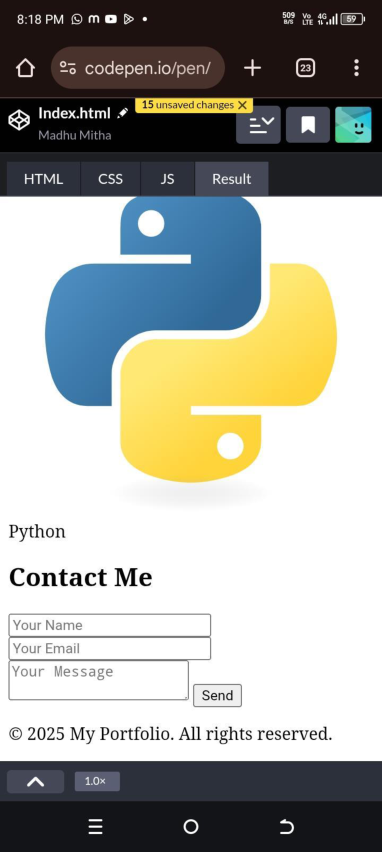 8:18 PM
509 B/S Vo LTE 4G 59
codepen.io/pen/
23
15 unsaved changes
Index.html
Madhu Mitha
HTML CSS JS Result
Python
Contact Me
Your Name
Your Email
Your Message
Send
© 2025 My Portfolio. All rights reserved.
1.0×